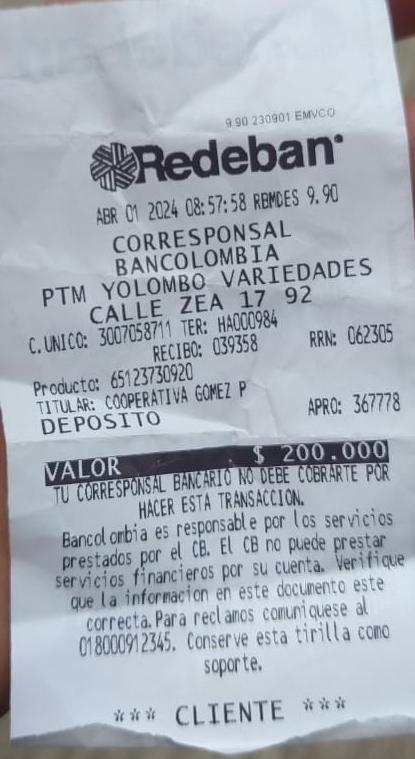 9.90 230901 EMVCO
Redeban
ABR 01 2024 08:57:58 RBMDES 9.90
CORRESPONSAL
BANCOLOMBIA
PTM YOLOMBO VARIEDADES
CALLE ZEA 17 92
C. UNICO: 3007058711 TER: HA000984
RECIBO: 039358 RRN: 062305
Producto: 65123730920
TITULAR: COOPERATIVA GOMEZ P
DEPOSITO APRO: 367778
VALOR $ 200.000
TU CORRESPONSAL BANCARIO NO DEBE COBRARTE POR
HACER ESTA TRANSACCION.
Bancolombia es responsable por los servicios
prestados por el CB. El CB no puede prestar
servicios financieros por su cuenta. Verifique
que la informacion en este documento este
correcta. Para reclamos comuniquese al
018000912345. Conserve esta tirilla como
soporte.
*** CLIENTE ***